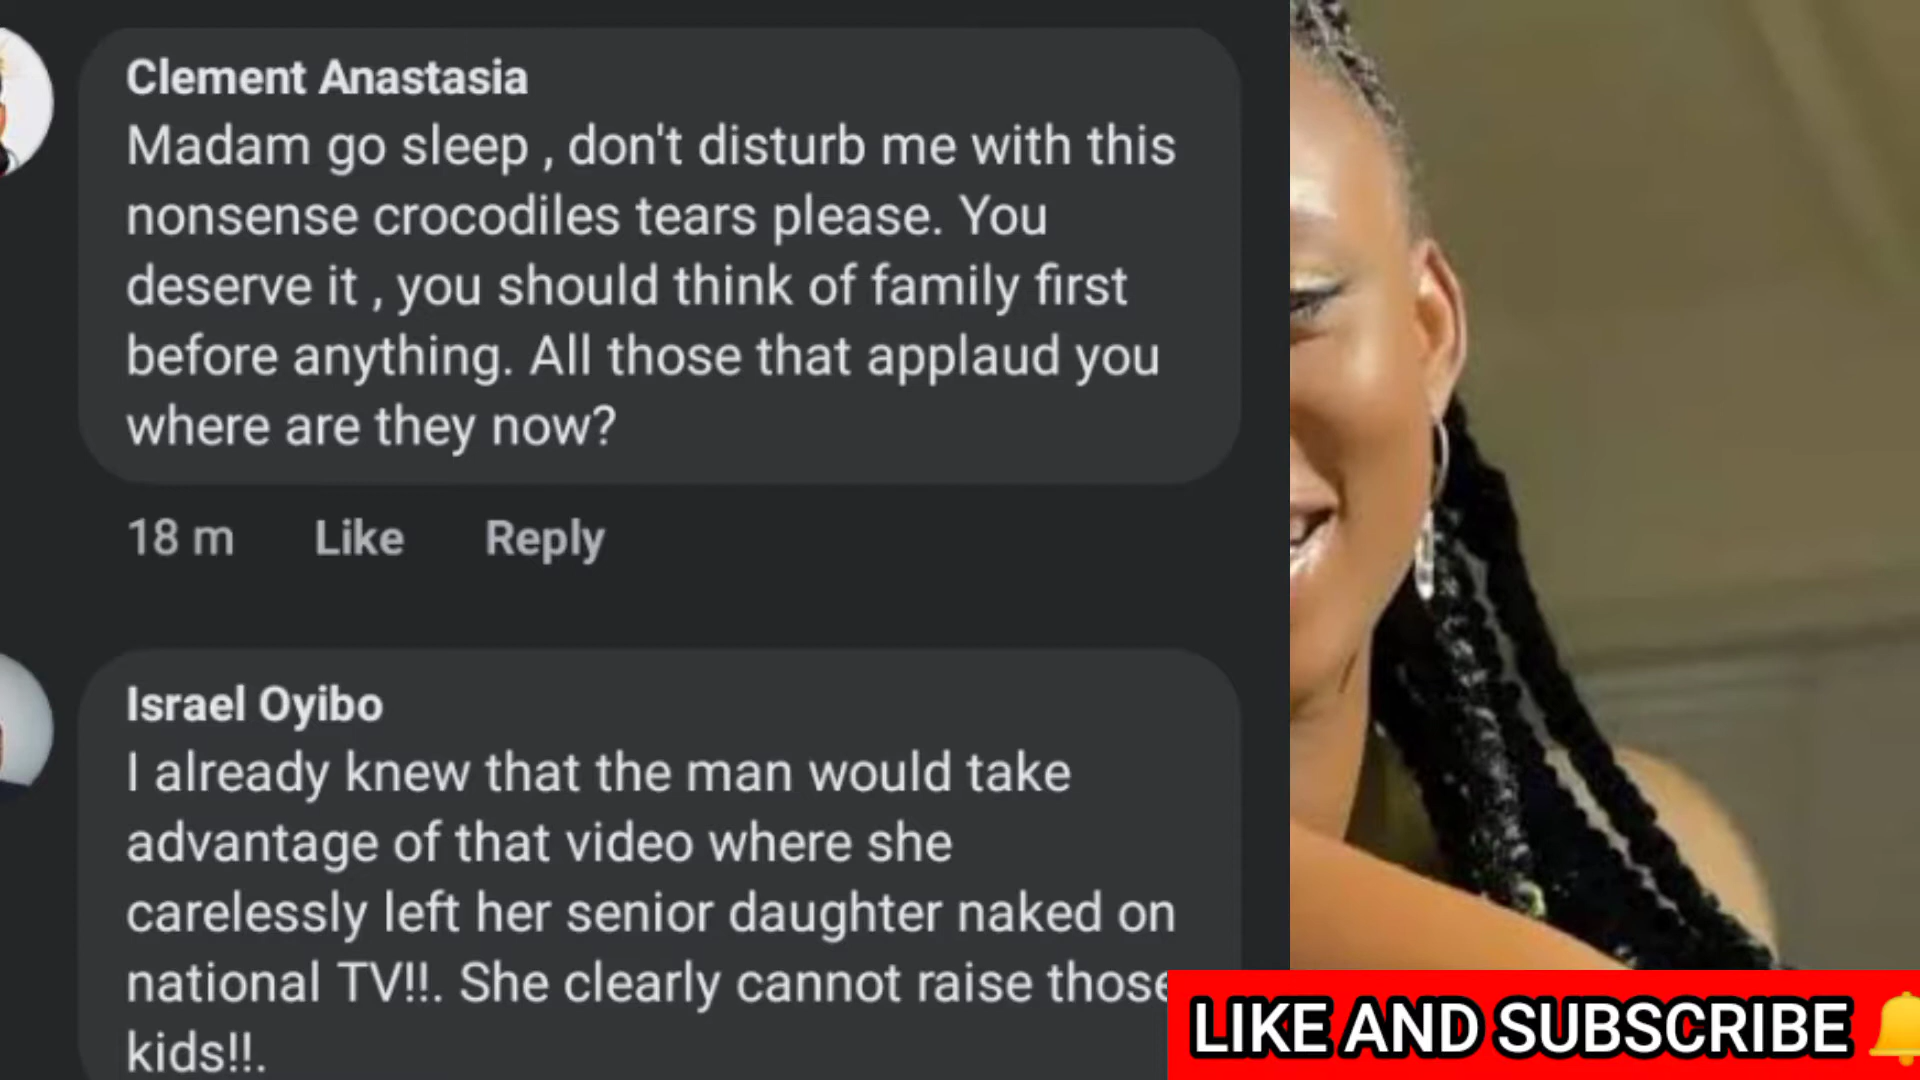 Clement Anastasia
Madam go sleep , don't disturb me with this
nonsense crocodiles tears please. You
deserve it , you should think of family first
before anything. All those that applaud you
where are they now?
18 m Like Reply
Israel Oyibo
I already knew that the man would take
advantage of that video where she
carelessly left her senior daughter naked on
national TV!!. She clearly cannot raise those
kids!!.
LIKE AND SUBSCRIBE